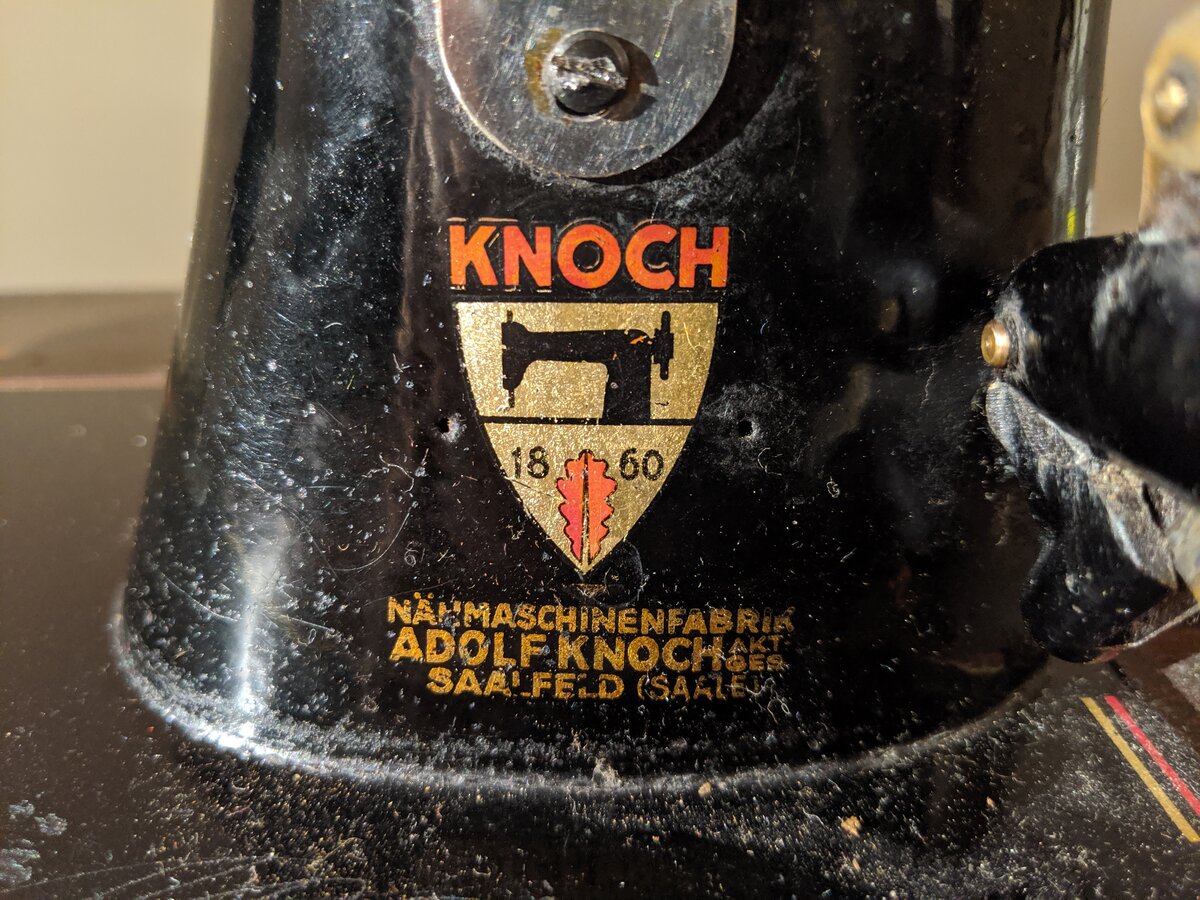 KNOCH
18 60
NÄHMASCHINENFABRIK
ADOLF KNOCH AKT GES
SAALFELD (SAALE)